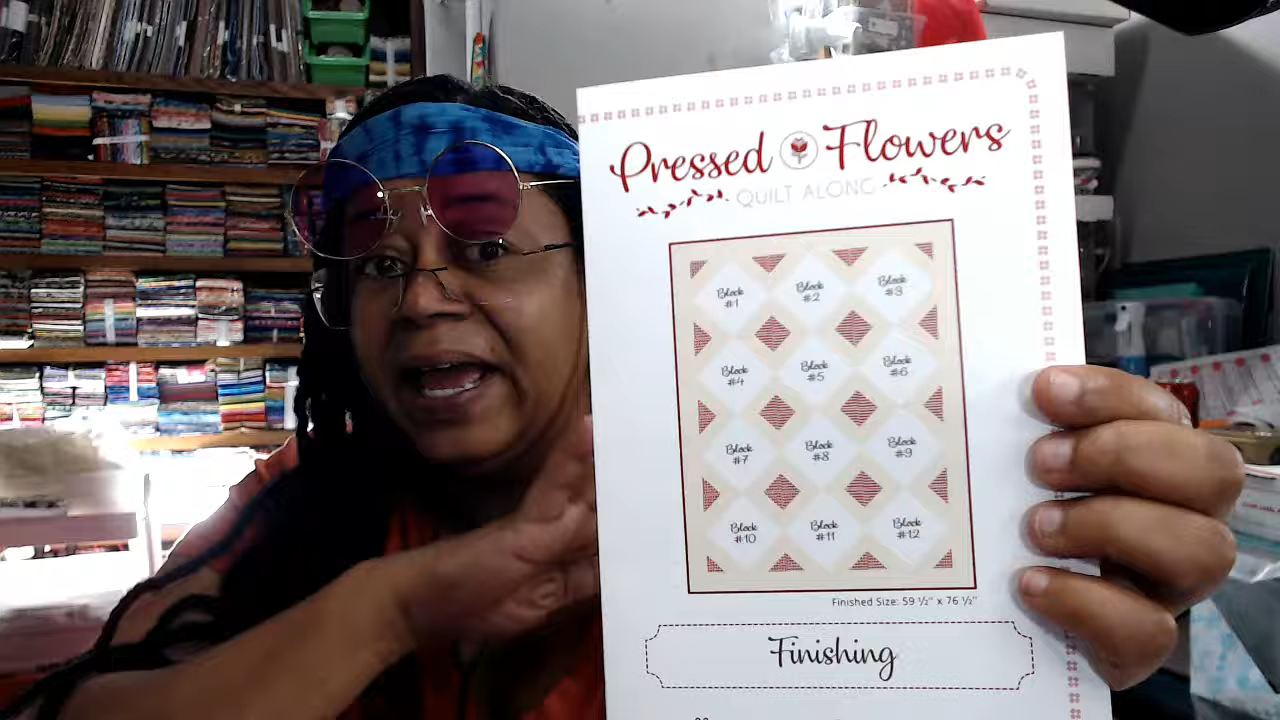 Pressed Flowers
QUILT ALONG
Block #1
Block #2
Block #3
Block #4
Block #5
Block #6
Block #7
Block #8
Block #9
Block #10
Block #11
Block #12
Finished Size: 59 ½" x 76 ½"
Finishing